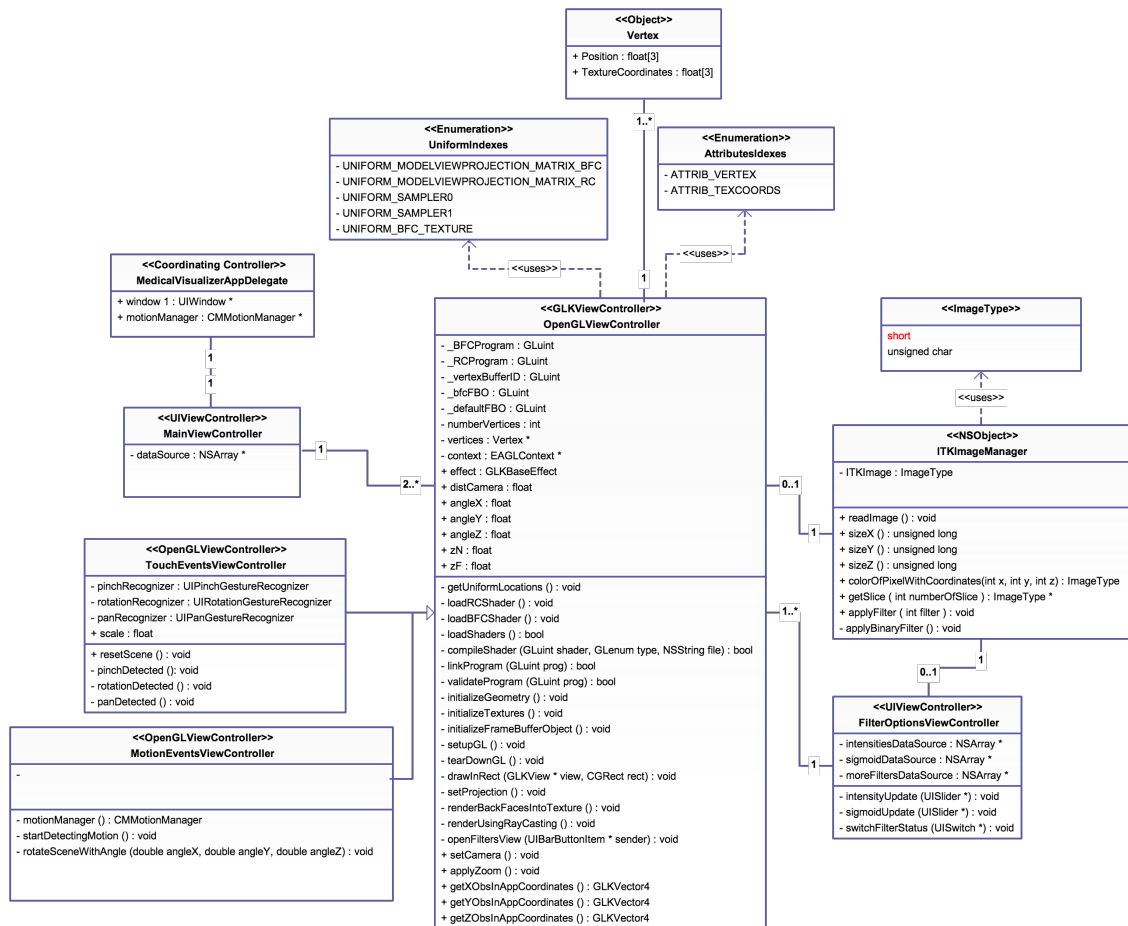 <<Object>>
Vertex
+ Position : float[3]
+ TextureCoordinates : float[3]
1..*
<<Enumeration>>
UniformIndexes
- UNIFORM_MODELVIEWPROJECTION_MATRIX_BFC
- UNIFORM_MODELVIEWPROJECTION_MATRIX_RC
- UNIFORM_SAMPLER0
- UNIFORM_SAMPLER1
- UNIFORM_BFC_TEXTURE
<<Enumeration>>
AttributesIdexes
- ATTRIB_VERTEX
- ATTRIB_TEXCOORDS
<<uses>>
<<uses>>
1
<<Coordinating Controller>>
MedicalVisualizerAppDelegate
+ window 1 : UIWindow *
+ motionManager : CMMotionManager *
1
1
<<UIViewController>>
MainViewController
- dataSource : NSArray *
1
2..*
<<GLKViewController>>
OpenGLViewController
- _BFCProgram : GLuint
- _RCProgram : GLuint
- _vertexBufferID : GLuint
- _bfcFBO : GLuint
- _defaultFBO : GLuint
- numberVertices : int
- vertices : Vertex *
- context : EAGLContext *
+ effect : GLKBaseEffect
+ distCamera : float
+ angleX : float
+ angleY : float
+ angleZ : float
+ zN : float
+ zF : float
- getUniformLocations () : void
- loadRCShader () : void
- loadBFCShader () : void
- loadShaders () : bool
- compileShader (GLuint shader, GLenum type, NSString file) : bool
- linkProgram (GLuint prog) : bool
- validateProgram (GLuint prog) : bool
- initializeGeometry () : void
- initializeTextures () : void
- initializeFrameBufferObject () : void
- setupGL () : void
- tearDownGL () : void
- drawInRect (GLKView * view, CGRect rect) : void
- setProjection () : void
- renderBackFacesIntoTexture () : void
- renderUsingRayCasting () : void
- openFiltersView (UIBarButtonItem * sender) : void
+ setCamera () : void
+ applyZoom () : void
+ getXObsInAppCoordinates () : GLKVector4
+ getYObsInAppCoordinates () : GLKVector4
+ getZObsInAppCoordinates () : GLKVector4
<<ImageType>>
short
unsigned char
<<uses>>
<<NSObject>>
ITKImageManager
- ITKImage : ImageType
+ readImage () : void
+ sizeX () : unsigned long
+ sizeY () : unsigned long
+ sizeZ () : unsigned long
+ colorOfPixelWithCoordinates(int x, int y, int z) : ImageType
+ getSlice ( int numberOfSlice ) : ImageType *
+ applyFilter ( int filter ) : void
- applyBinaryFilter () : void
0..1
1
1
0..1
1..*
1
<<UIViewController>>
FilterOptionsViewController
- intensitiesDataSource : NSArray *
- sigmoidDataSource : NSArray *
- moreFiltersDataSource : NSArray *
- intensityUpdate (UISlider *) : void
- sigmoidUpdate (UISlider *) : void
- switchFilterStatus (UISwitch *) : void
<<OpenGLViewController>>
TouchEventsViewController
- pinchRecognizer : UIPinchGestureRecognizer
- rotationRecognizer : UIRotationGestureRecognizer
- panRecognizer : UIPanGestureRecognizer
+ scale : float
+ resetScene () : void
- pinchDetected (): void
- rotationDetected () : void
- panDetected () : void
<<OpenGLViewController>>
MotionEventsViewController
-
- motionManager () : CMMotionManager
- startDetectingMotion () : void
- rotateSceneWithAngle (double angleX, double angleY, double angleZ) : void